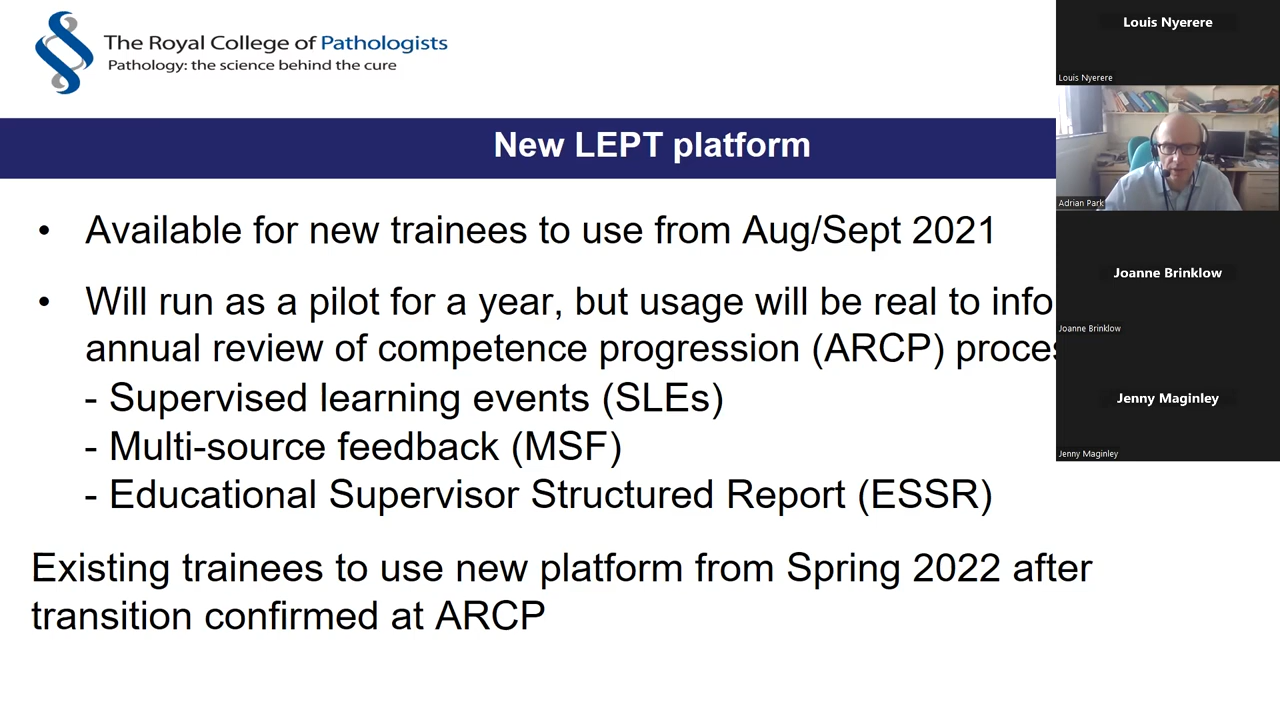 The Royal College of Pathologists
Pathology: the science behind the cure
New LEPT platform
• Available for new trainees to use from Aug/Sept 2021
• Will run as a pilot for a year, but usage will be real to
annual review of competence progression (ARCP)
- Supervised learning events (SLEs)
- Multi-source feedback (MSF)
- Educational Supervisor Structured Report (ESSR)
Existing trainees to use new platform from Spring 2022 after
transition confirmed at ARCP
Louis Nyerere
Louis Nyerere
Adrian Park
Joanne Brinklow
Joanne Brinklow
Jenny Maginley
Jenny Maginley